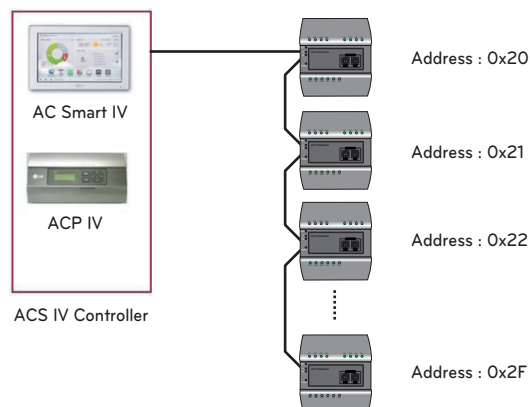 AC Smart IV
ACP IV
ACS IV Controller
Address : 0x20
Address : 0x21
Address : 0x22
Address : 0x2F